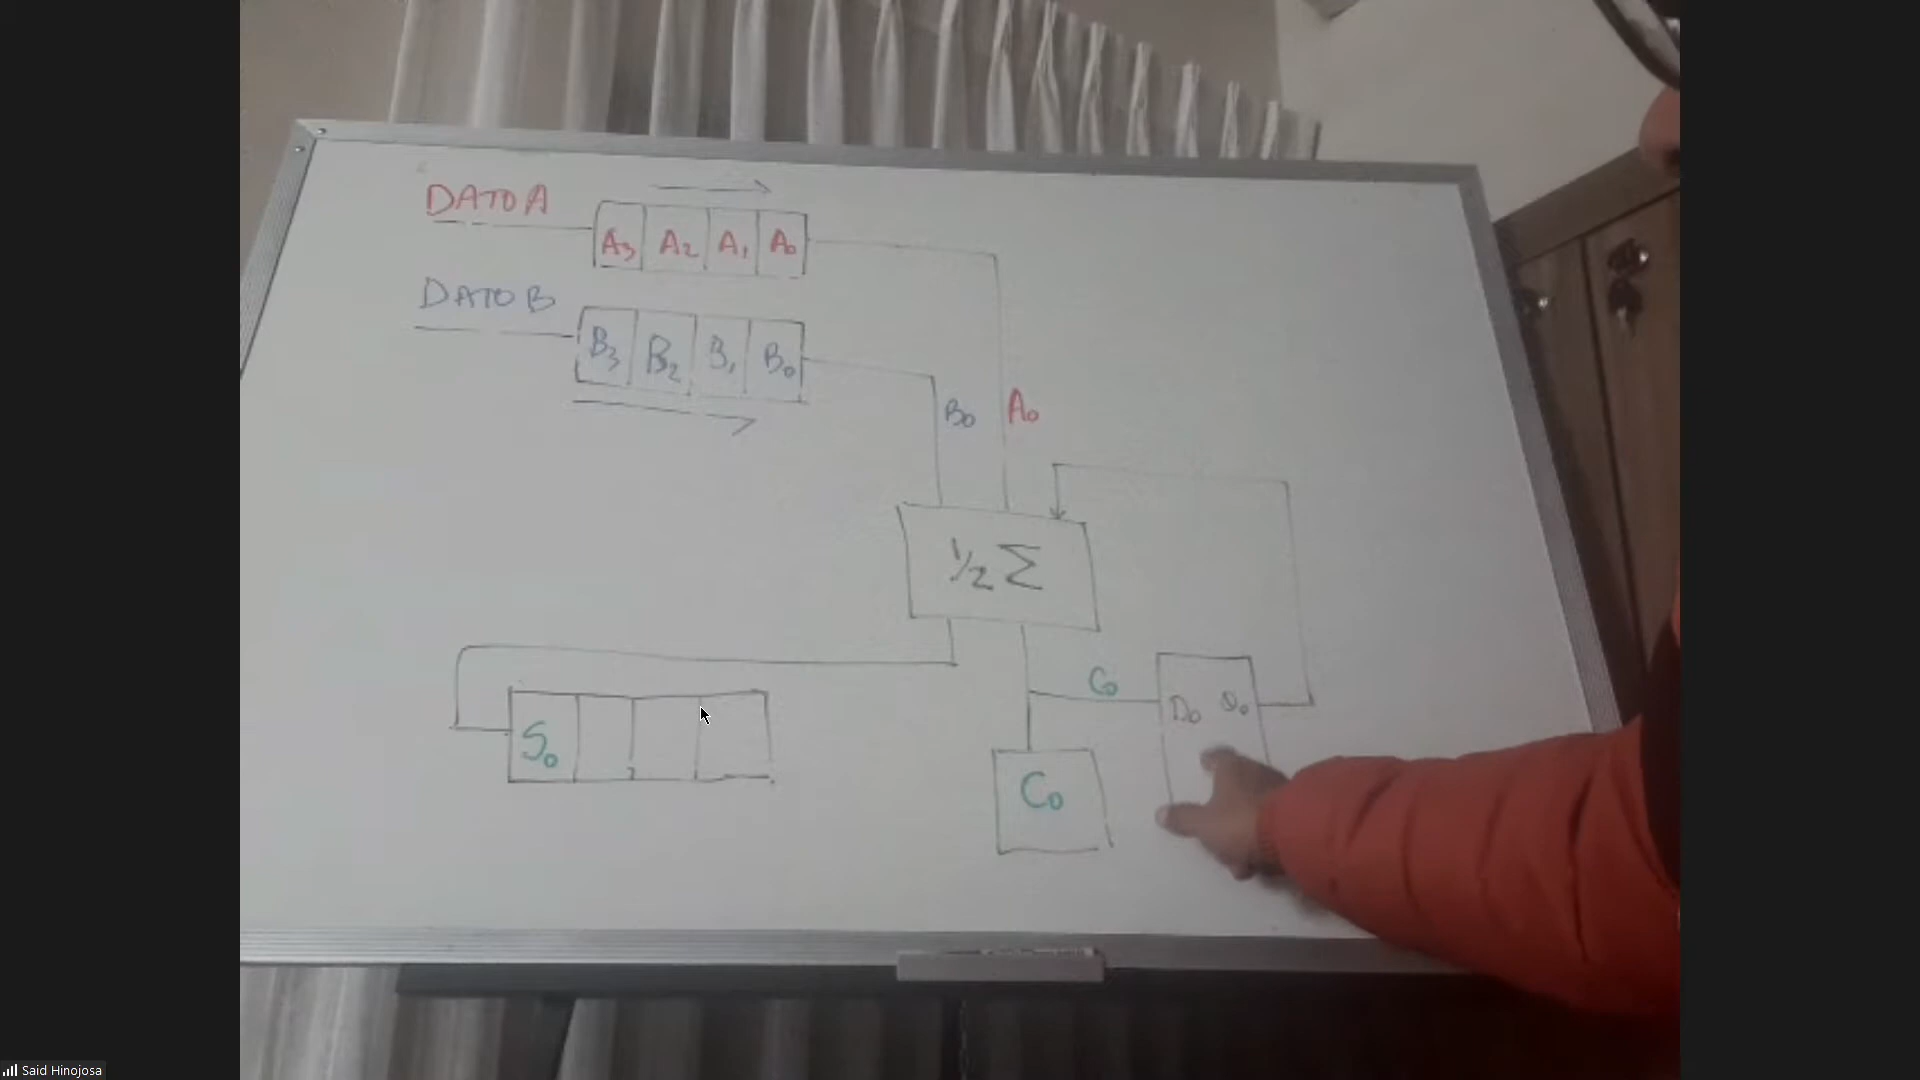 DATO A
A3 A2 A1 A0
DATO B
B3 B2 B1 B0
B0 A0
1/2 Σ
C0
D0 Q0
S0
C0
Said Hinojosa